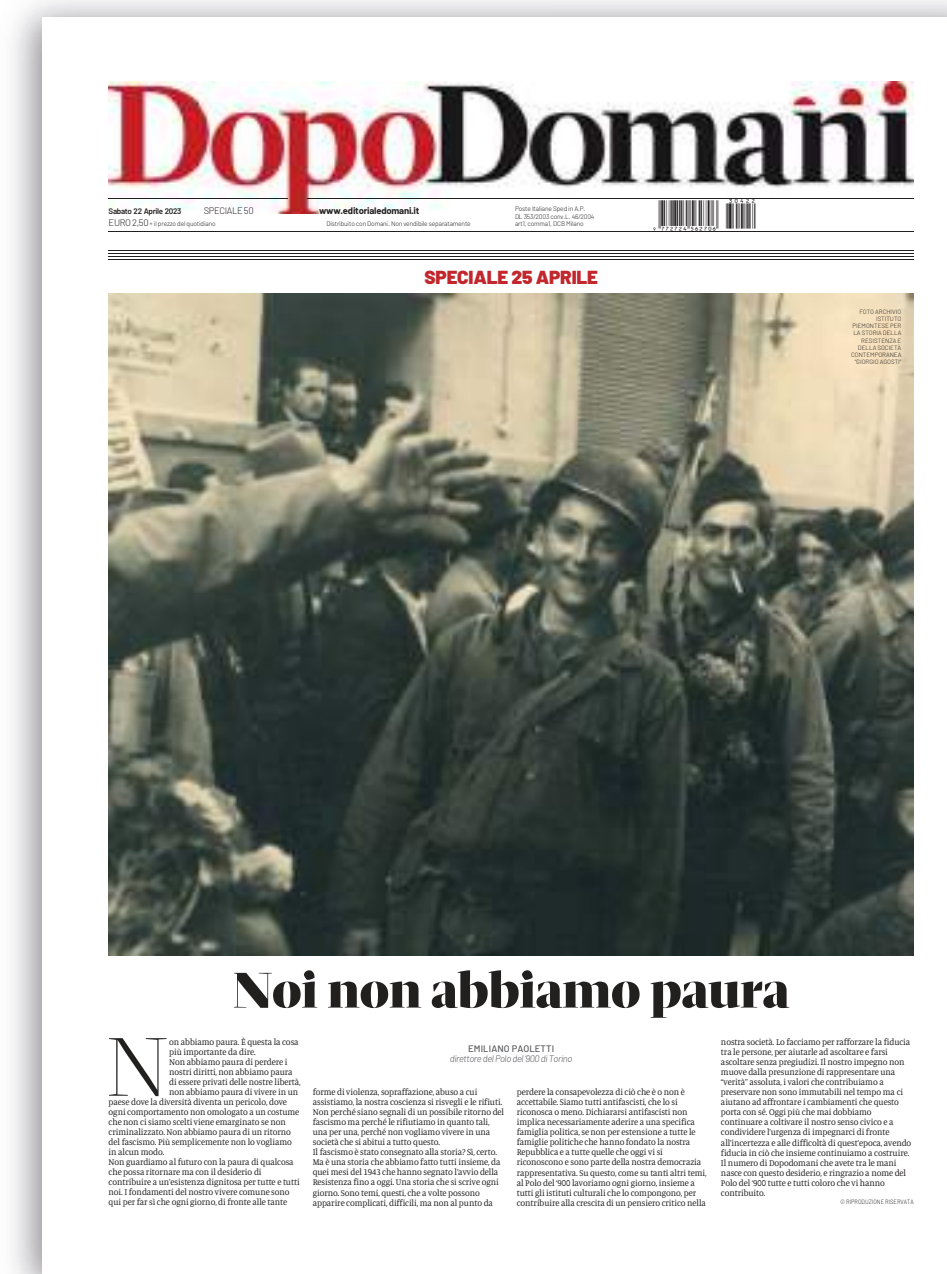 DopoDomani
Sabato 22 Aprile 2023
SPECIALE 50
EURO 2,50 + il prezzo del quotidiano
www.editorialedomani.it
Distribuito con Domani. Non vendibile separatamente
Poste Italiane Sped in A.P.
DL 353/2003 conv.L. 46/2004
art1, comma1, DCB Milano
30422
9 772724 562706
SPECIALE 25 APRILE
FOTO ARCHIVIO
ISTITUTO
PIEMONTESE PER
LA STORIA DELLA
RESISTENZA E
DELLA SOCIETÀ
CONTEMPORANEA
"GIORGIO AGOSTI"
Noi non abbiamo paura
EMILIANO PAOLETTI
direttore del Polo del '900 di Torino
Non abbiamo paura. È questa la cosa
più importante da dire.
Non abbiamo paura di perdere i
nostri diritti, non abbiamo paura
di essere privati delle nostre libertà,
non abbiamo paura di vivere in un
paese dove la diversità diventa un pericolo, dove
ogni comportamento non omologato a un costume
che non ci siamo scelti viene emarginato se non
criminalizzato. Non abbiamo paura di un ritorno
del fascismo. Più semplicemente non lo vogliamo
in alcun modo.
Non guardiamo al futuro con la paura di qualcosa
che possa ritornare ma con il desiderio di
contribuire a un'esistenza dignitosa per tutte e tutti
noi. I fondamenti del nostro vivere comune sono
qui per far sì che ogni giorno, di fronte alle tante
forme di violenza, sopraffazione, abuso a cui
assistiamo, la nostra coscienza si risvegli e le rifiuti.
Non perché siano segnali di un possibile ritorno del
fascismo ma perché le rifiutiamo in quanto tali,
una per una, perché non vogliamo vivere in una
società che si abitui a tutto questo.
Il fascismo è stato consegnato alla storia? Sì, certo.
Ma è una storia che abbiamo fatto tutti insieme, da
quei mesi del 1943 che hanno segnato l'avvio della
Resistenza fino a oggi. Una storia che si scrive ogni
giorno. Sono temi, questi, che a volte possono
apparire complicati, difficili, ma non al punto da
perdere la consapevolezza di ciò che è o non è
accettabile. Siamo tutti antifascisti, che lo si
riconosca o meno. Dichiararsi antifascisti non
implica necessariamente aderire a una specifica
famiglia politica, se non per estensione a tutte le
famiglie politiche che hanno fondato la nostra
Repubblica e a tutte quelle che oggi vi si
riconoscono e sono parte della nostra democrazia
rappresentativa. Su questo, come su tanti altri temi,
al Polo del '900 lavoriamo ogni giorno, insieme a
tutti gli istituti culturali che lo compongono, per
contribuire alla crescita di un pensiero critico nella
nostra società. Lo facciamo per rafforzare la fiducia
tra le persone, per aiutarle ad ascoltare e farsi
ascoltare senza pregiudizi. Il nostro impegno non
muove dalla presunzione di rappresentare una
"verità" assoluta, i valori che contribuiamo a
preservare non sono immutabili nel tempo ma ci
aiutano ad affrontare i cambiamenti che questo
porta con sé. Oggi più che mai dobbiamo
continuare a coltivare il nostro senso civico e a
condividere l'urgenza di impegnarci di fronte
all'incertezza e alle difficoltà di quest'epoca, avendo
fiducia in ciò che insieme continuiamo a costruire.
Il numero di Dopodomani che avete tra le mani
nasce con questo desiderio, e ringrazio a nome del
Polo del '900 tutte e tutti coloro che vi hanno
contribuito.
© RIPRODUZIONE RISERVATA